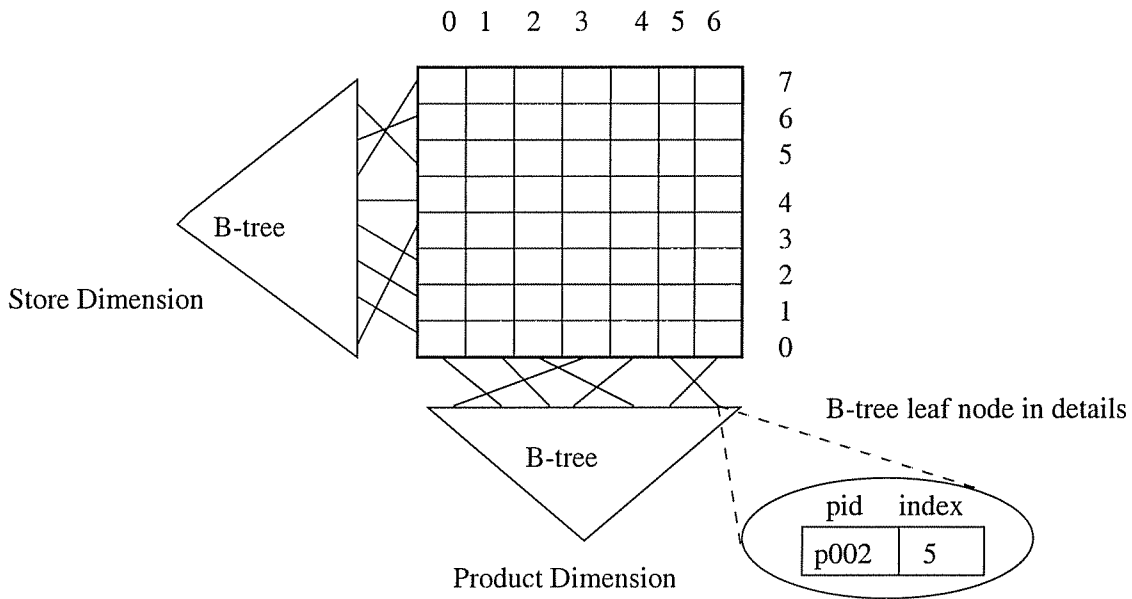 0 1 2 3 4 5 6
7
6
5
4
3
2
1
0
B-tree
Store Dimension
B-tree leaf node in details
B-tree
pid index
p002 5
Product Dimension